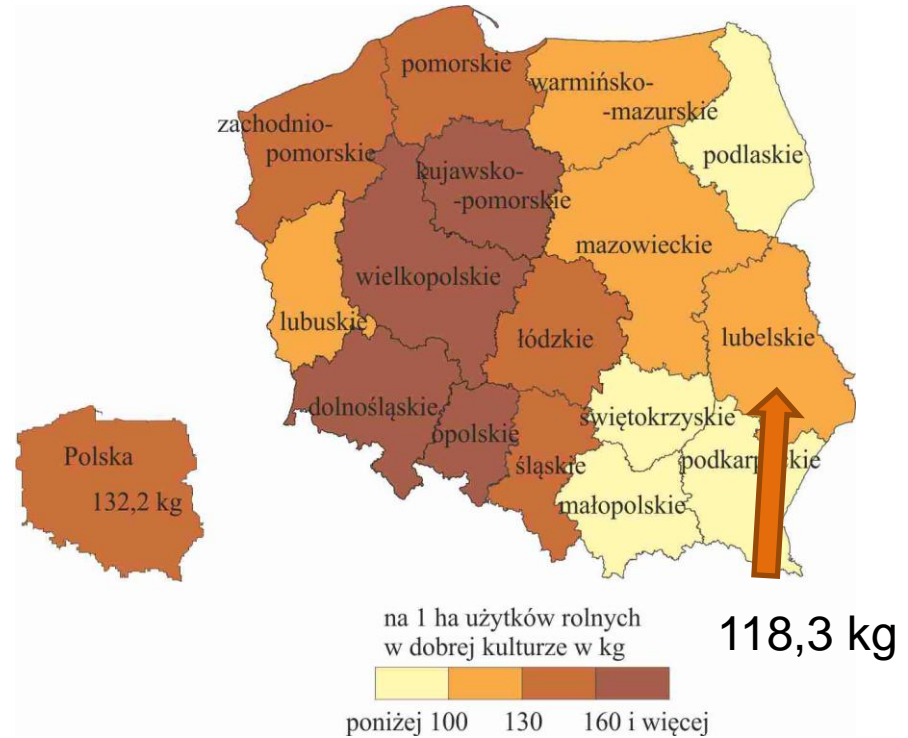 pomorskie
warmińsko-
-mazurskie
zachodnio-
pomorskie
podlaskie
kujawsko-
-pomorskie
mazowieckie
wielkopolskie
lubuskie
łódzkie
lubelskie
dolnośląskie
opolskie
świętokrzyskie
śląskie
podkarpackie
małopolskie
Polska
132,2 kg
118,3 kg
na 1 ha użytków rolnych
w dobrej kulturze w kg
poniżej 100 130 160 i więcej